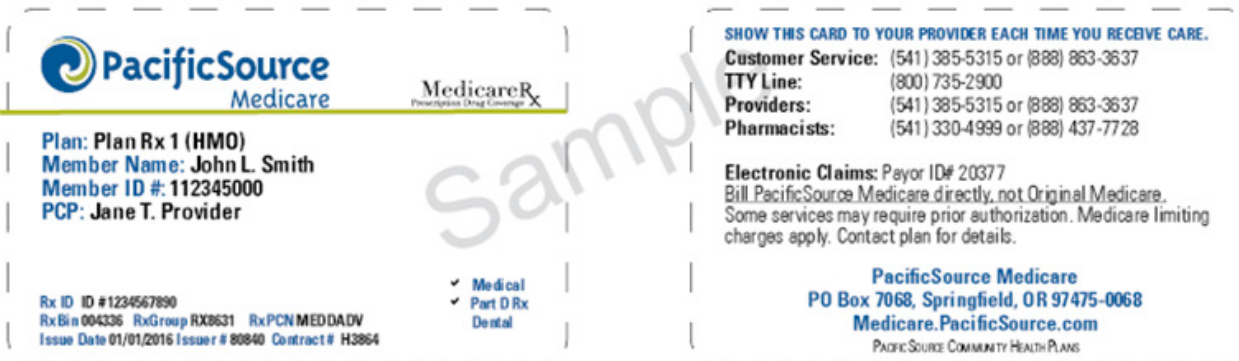 PacificSource
Medicare
MedicareRx
Prescription Drug Coverage
Plan: Plan Rx 1 (HMO)
Member Name: John L. Smith
Member ID #: 112345000
PCP: Jane T. Provider
Rx ID ID #1234567890
RxBin 004336 RxGroup RX8631 RxPCN MEDDADV
Issue Date 01/01/2016 Issuer # 80840 Contract # H3864
✓ Medical
✓ Part D Rx
Dental
Sample
SHOW THIS CARD TO YOUR PROVIDER EACH TIME YOU RECEIVE CARE.
Customer Service: (541) 385-5315 or (888) 863-3637
TTY Line: (800) 735-2900
Providers: (541) 385-5315 or (888) 863-3637
Pharmacists: (541) 330-4999 or (888) 437-7728
Electronic Claims: Payor ID# 20377
Bill PacificSource Medicare directly, not Original Medicare.
Some services may require prior authorization. Medicare limiting
charges apply. Contact plan for details.
PacificSource Medicare
PO Box 7068, Springfield, OR 97475-0068
Medicare.PacificSource.com
PACIFICSOURCE COMMUNITY HEALTH PLANS